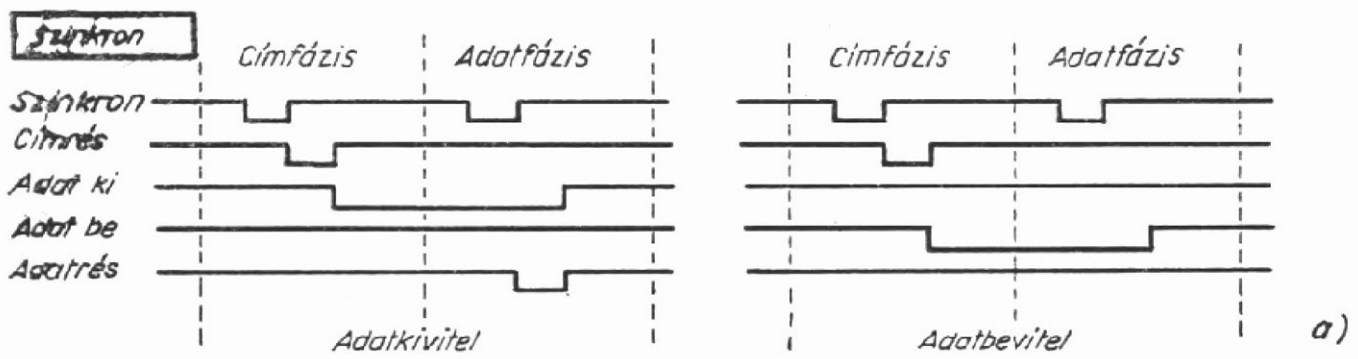 Szinkron
Címfázis Adatfázis Címfázis Adatfázis
Szinkron
Címrés
Adat ki
Adat be
Adatrés
Adatkivitel Adatbevitel a)